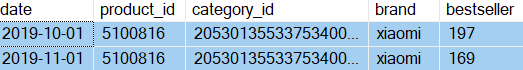 date product_id category_id brand bestseller
2019-10-01 5100816 20530135533753400... xiaomi 197
2019-11-01 5100816 20530135533753400... xiaomi 169